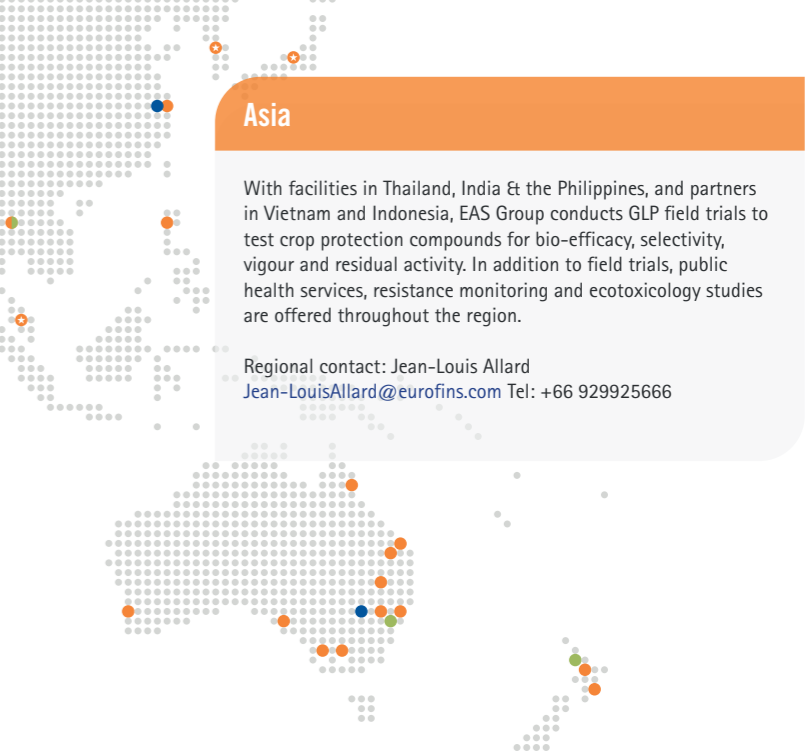 Asia
With facilities in Thailand, India & the Philippines, and partners
in Vietnam and Indonesia, EAS Group conducts GLP field trials to
test crop protection compounds for bio-efficacy, selectivity,
vigour and residual activity. In addition to field trials, public
health services, resistance monitoring and ecotoxicology studies
are offered throughout the region.
Regional contact: Jean-Louis Allard
Jean-LouisAllard@eurofins.com Tel: +66 929925666